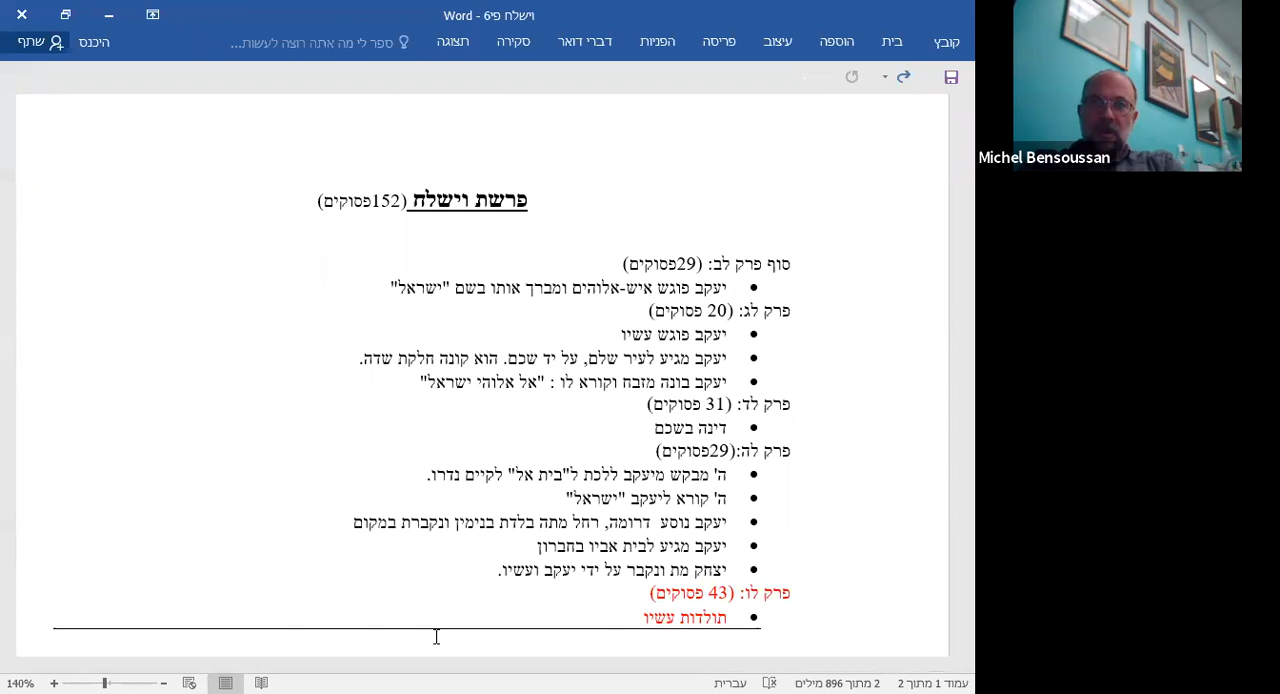 וישלח פי6 - Word
קובץ בית הוספה עיצוב פריסה הפניות דברי דואר סקירה תצוגה ספר לי מה אתה רוצה לעשות... היכנס שתף
Michel Bensoussan
פרשת וישלח (152פסוקים)
סוף פרק לב: (29פסוקים)
• יעקב פוגש איש-אלוהים ומברך אותו בשם "ישראל"
פרק לג: (20 פסוקים)
• יעקב פוגש עשיו
• יעקב מגיע לעיר שלם, על יד שכם. הוא קונה חלקת שדה.
• יעקב בונה מזבח וקורא לו : "אל אלוהי ישראל"
פרק לד: (31 פסוקים)
• דינה בשכם
פרק לה:(29פסוקים)
• ה' מבקש מיעקב ללכת ל"בית אל" לקיים נדרו.
• ה' קורא ליעקב "ישראל"
• יעקב נוסע דרומה, רחל מתה בלדת בנימין ונקברת במקום
• יעקב מגיע לבית אביו בחברון
• יצחק מת ונקבר על ידי יעקב ועשיו.
פרק לו: (43 פסוקים)
• תולדות עשיו
עמוד 1 מתוך 2 2 מתוך 896 מילים עברית 140%